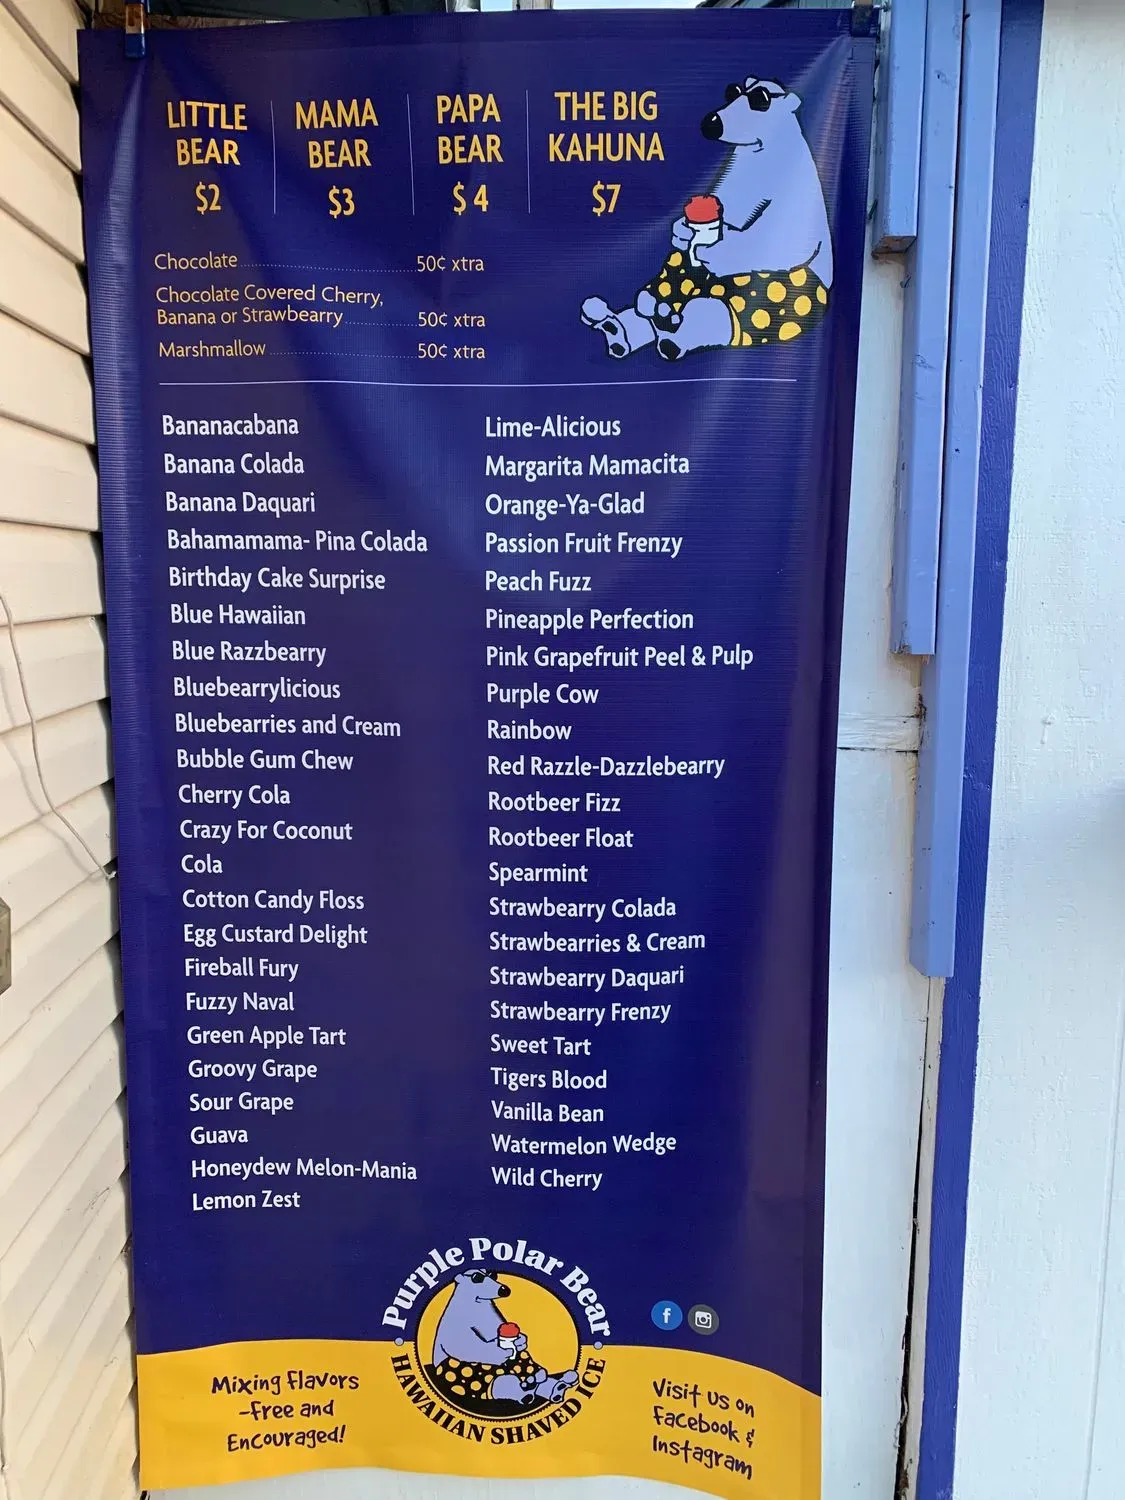 LITTLE BEAR $2
MAMA BEAR $3
PAPA BEAR $4
THE BIG KAHUNA $7
Chocolate 50¢ xtra
Chocolate Covered Cherry,
Banana or Strawbearry 50¢ xtra
Marshmallow 50¢ xtra
Bananacabana
Banana Colada
Banana Daquari
Bahamamama- Pina Colada
Birthday Cake Surprise
Blue Hawaiian
Blue Razzbearry
Bluebearrylicious
Bluebearries and Cream
Bubble Gum Chew
Cherry Cola
Crazy For Coconut
Cola
Cotton Candy Floss
Egg Custard Delight
Fireball Fury
Fuzzy Naval
Green Apple Tart
Groovy Grape
Sour Grape
Guava
Honeydew Melon-Mania
Lemon Zest
Lime-Alicious
Margarita Mamacita
Orange-Ya-Glad
Passion Fruit Frenzy
Peach Fuzz
Pineapple Perfection
Pink Grapefruit Peel & Pulp
Purple Cow
Rainbow
Red Razzle-Dazzlebearry
Rootbeer Fizz
Rootbeer Float
Spearmint
Strawbearry Colada
Strawbearries & Cream
Strawbearry Daquari
Strawbearry Frenzy
Sweet Tart
Tigers Blood
Vanilla Bean
Watermelon Wedge
Wild Cherry
Purple Polar Bear
HAWAIIAN SHAVED ICE
f
Mixing Flavors
-Free and
Encouraged!
Visit us on
Facebook &
Instagram